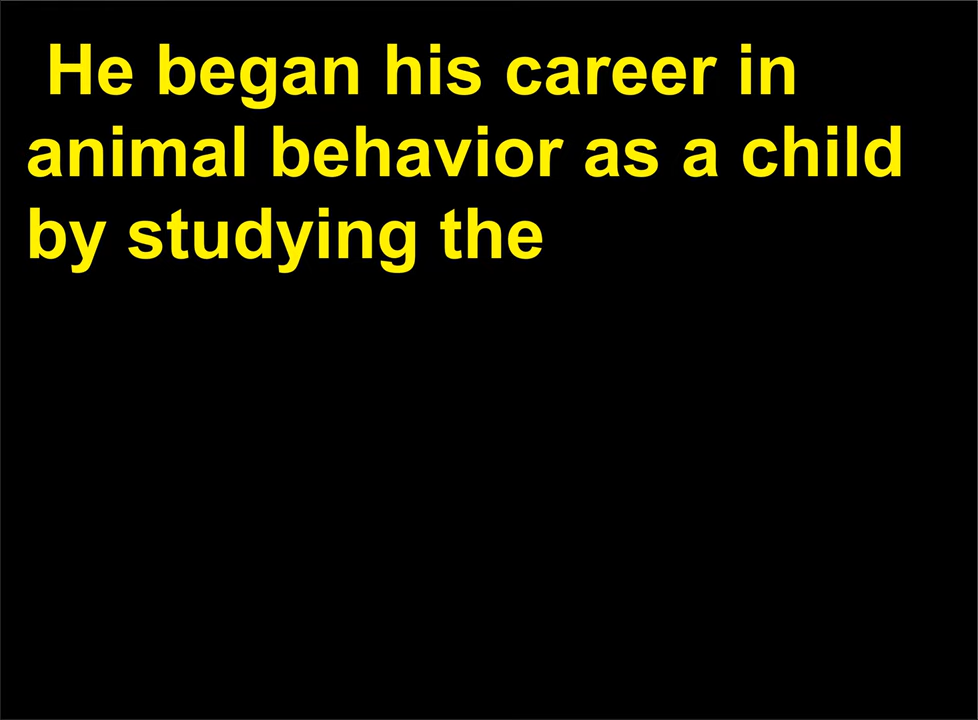 He began his career in
animal behavior as a child
by studying the